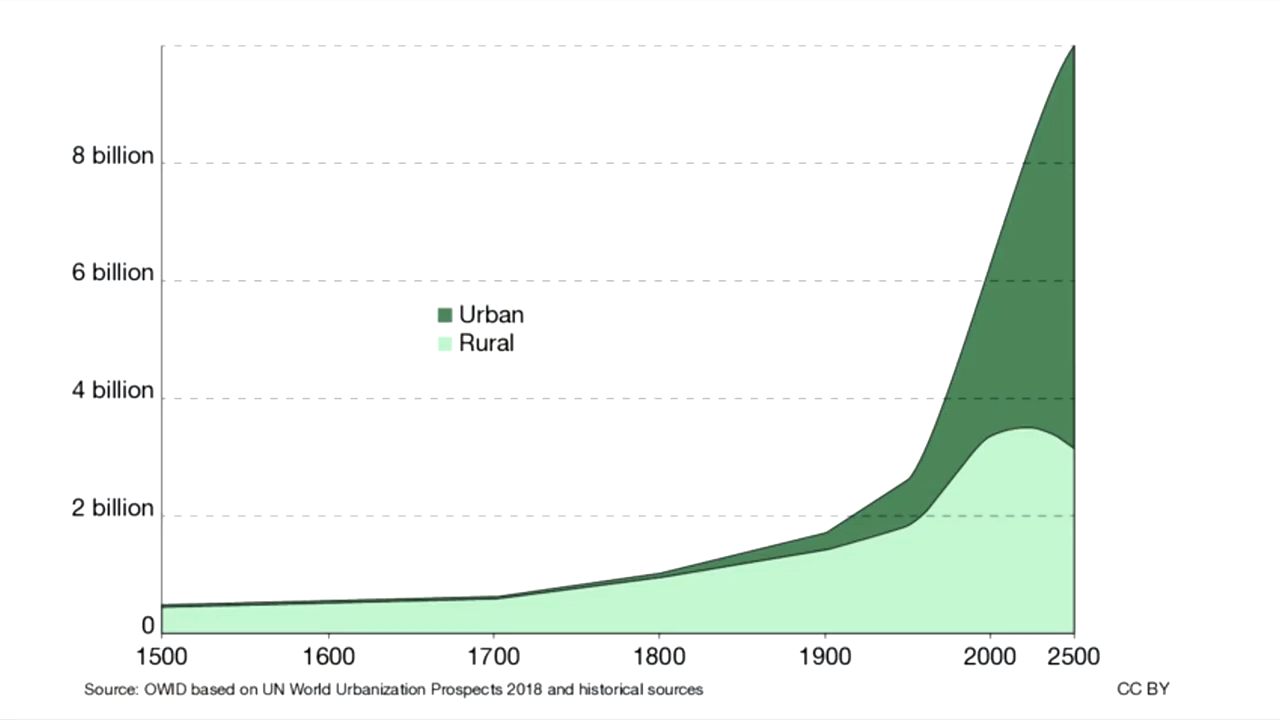 8 billion
6 billion
Urban
Rural
4 billion
2 billion
0
1500 1600 1700 1800 1900 2000 2500
Source: OWID based on UN World Urbanization Prospects 2018 and historical sources CC BY